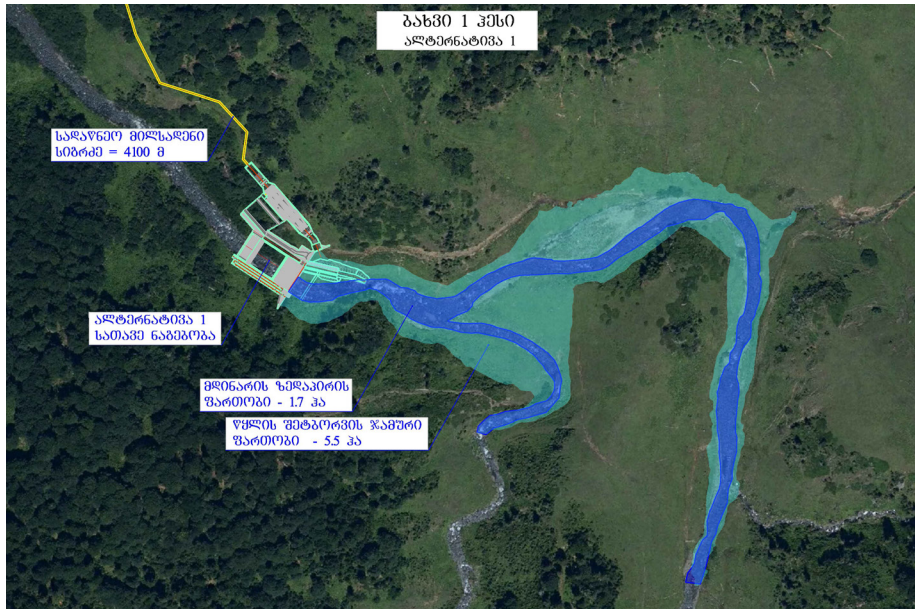 ბახვი 1 ჰესი
ალტერნატივა 1
სადაწნეო მილსადენი
სიგრძე = 4100 მ
ალტერნატივა 1
სათავე ნაგებობა
მდინარის ზედაპირის
ფართობი - 1.7 ჰა
წყლის შეტბორვის ჯამური
ფართობი - 5.5 ჰა